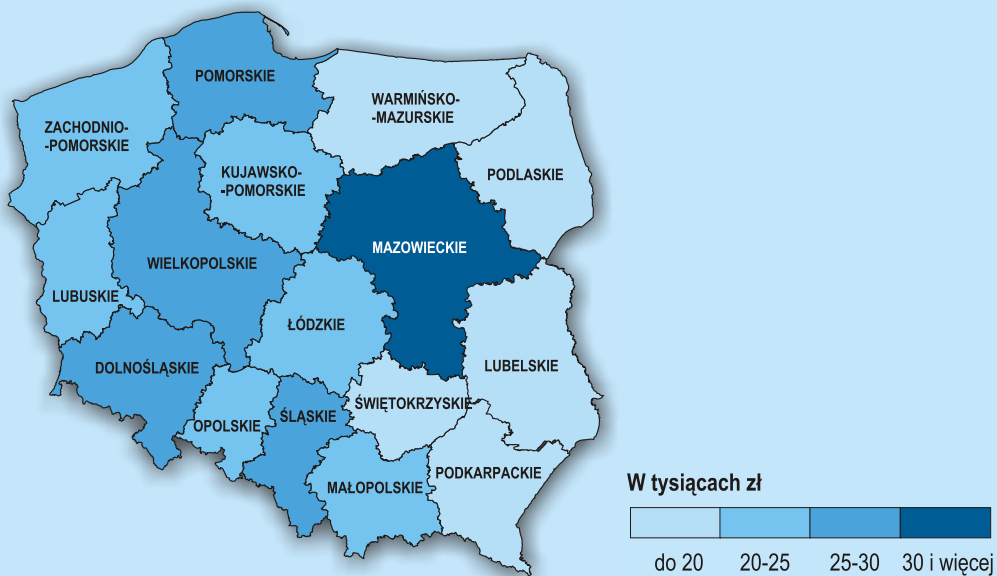 POMORSKIE
WARMIŃSKO-
-MAZURSKIE
ZACHODNIO-
-POMORSKIE
KUJAWSKO-
-POMORSKIE
PODLASKIE
MAZOWIECKIE
WIELKOPOLSKIE
LUBUSKIE
ŁÓDZKIE
DOLNOŚLĄSKIE
LUBELSKIE
ŚWIĘTOKRZYSKIE
OPOLSKIE
ŚLĄSKIE
PODKARPACKIE
MAŁOPOLSKIE
W tysiącach zł
do 20 20-25 25-30 30 i więcej